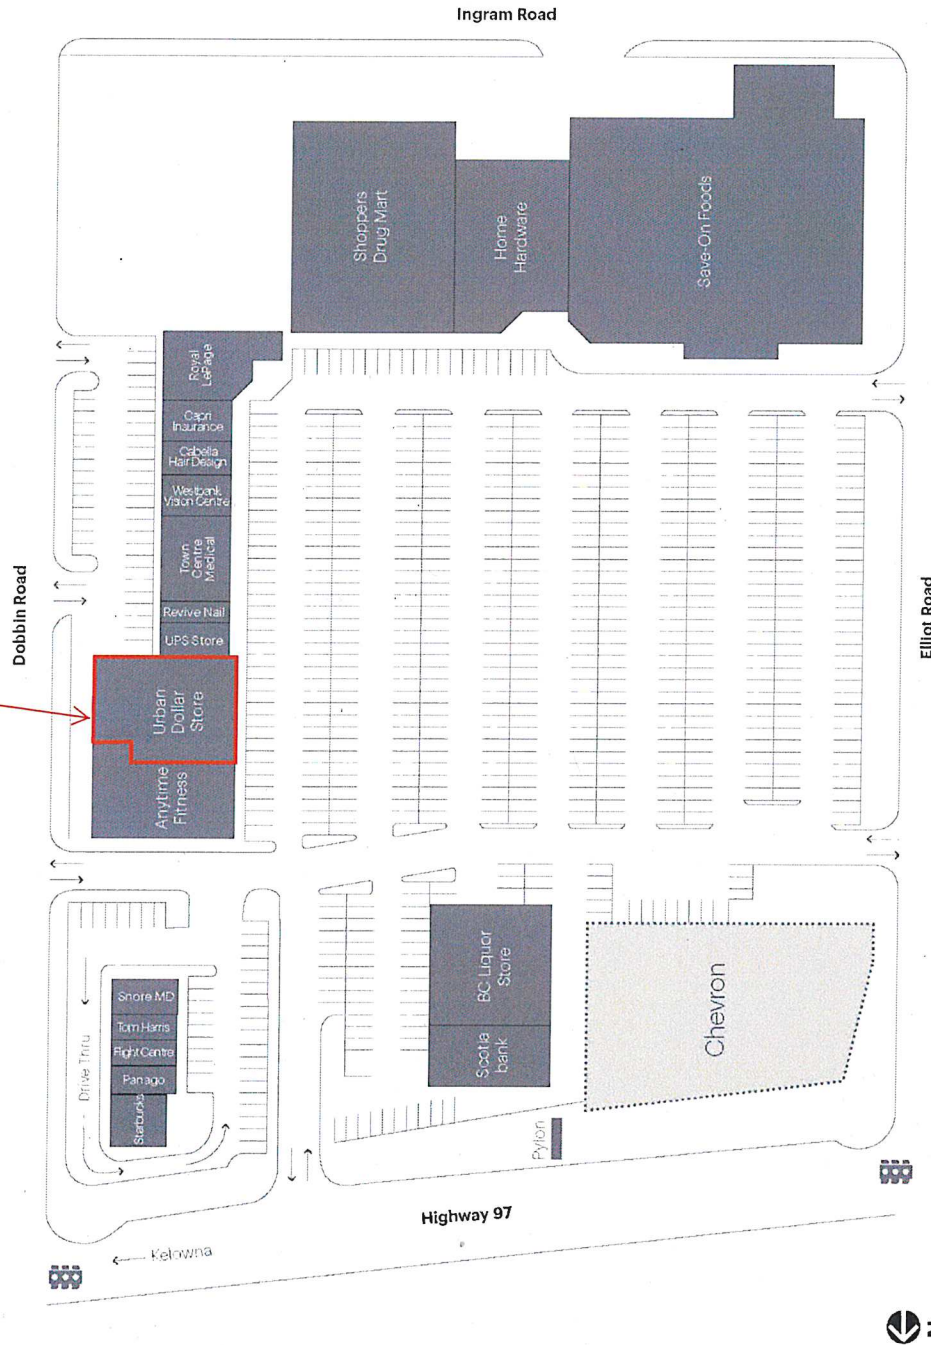 Ingram Road
Shoppers
Drug Mart
Home
Hardware
Save-On Foods
Royal
LePage
Capri
Insurance
Cabella
Hair Design
Westbank
Vision Centre
Town
Centre
Medical
Revive Nail
UPS Store
Urban
Dollar
Store
Anytime
Fitness
Dobbin Road
Elliot Road
Snore MD
Tom Harris
Flight Centre
Panago
Starbucks
Drive Thru
BC Liquor
Store
Scotia
bank
Chevron
Pylon
Highway 97
Kelowna